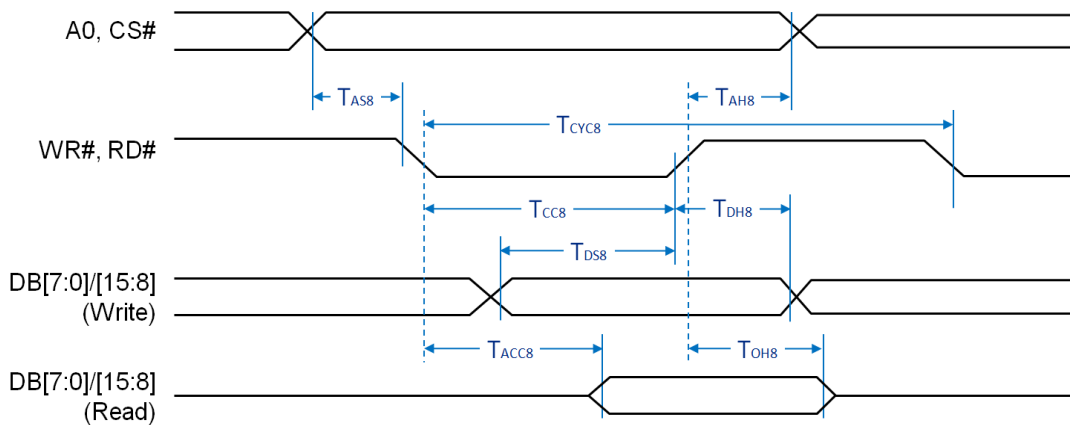 A0, CS#
TAS8
TAH8
TCYC8
WR#, RD#
TCC8
TDH8
TDS8
DB[7:0]/[15:8]
(Write)
TACC8
TOH8
DB[7:0]/[15:8]
(Read)